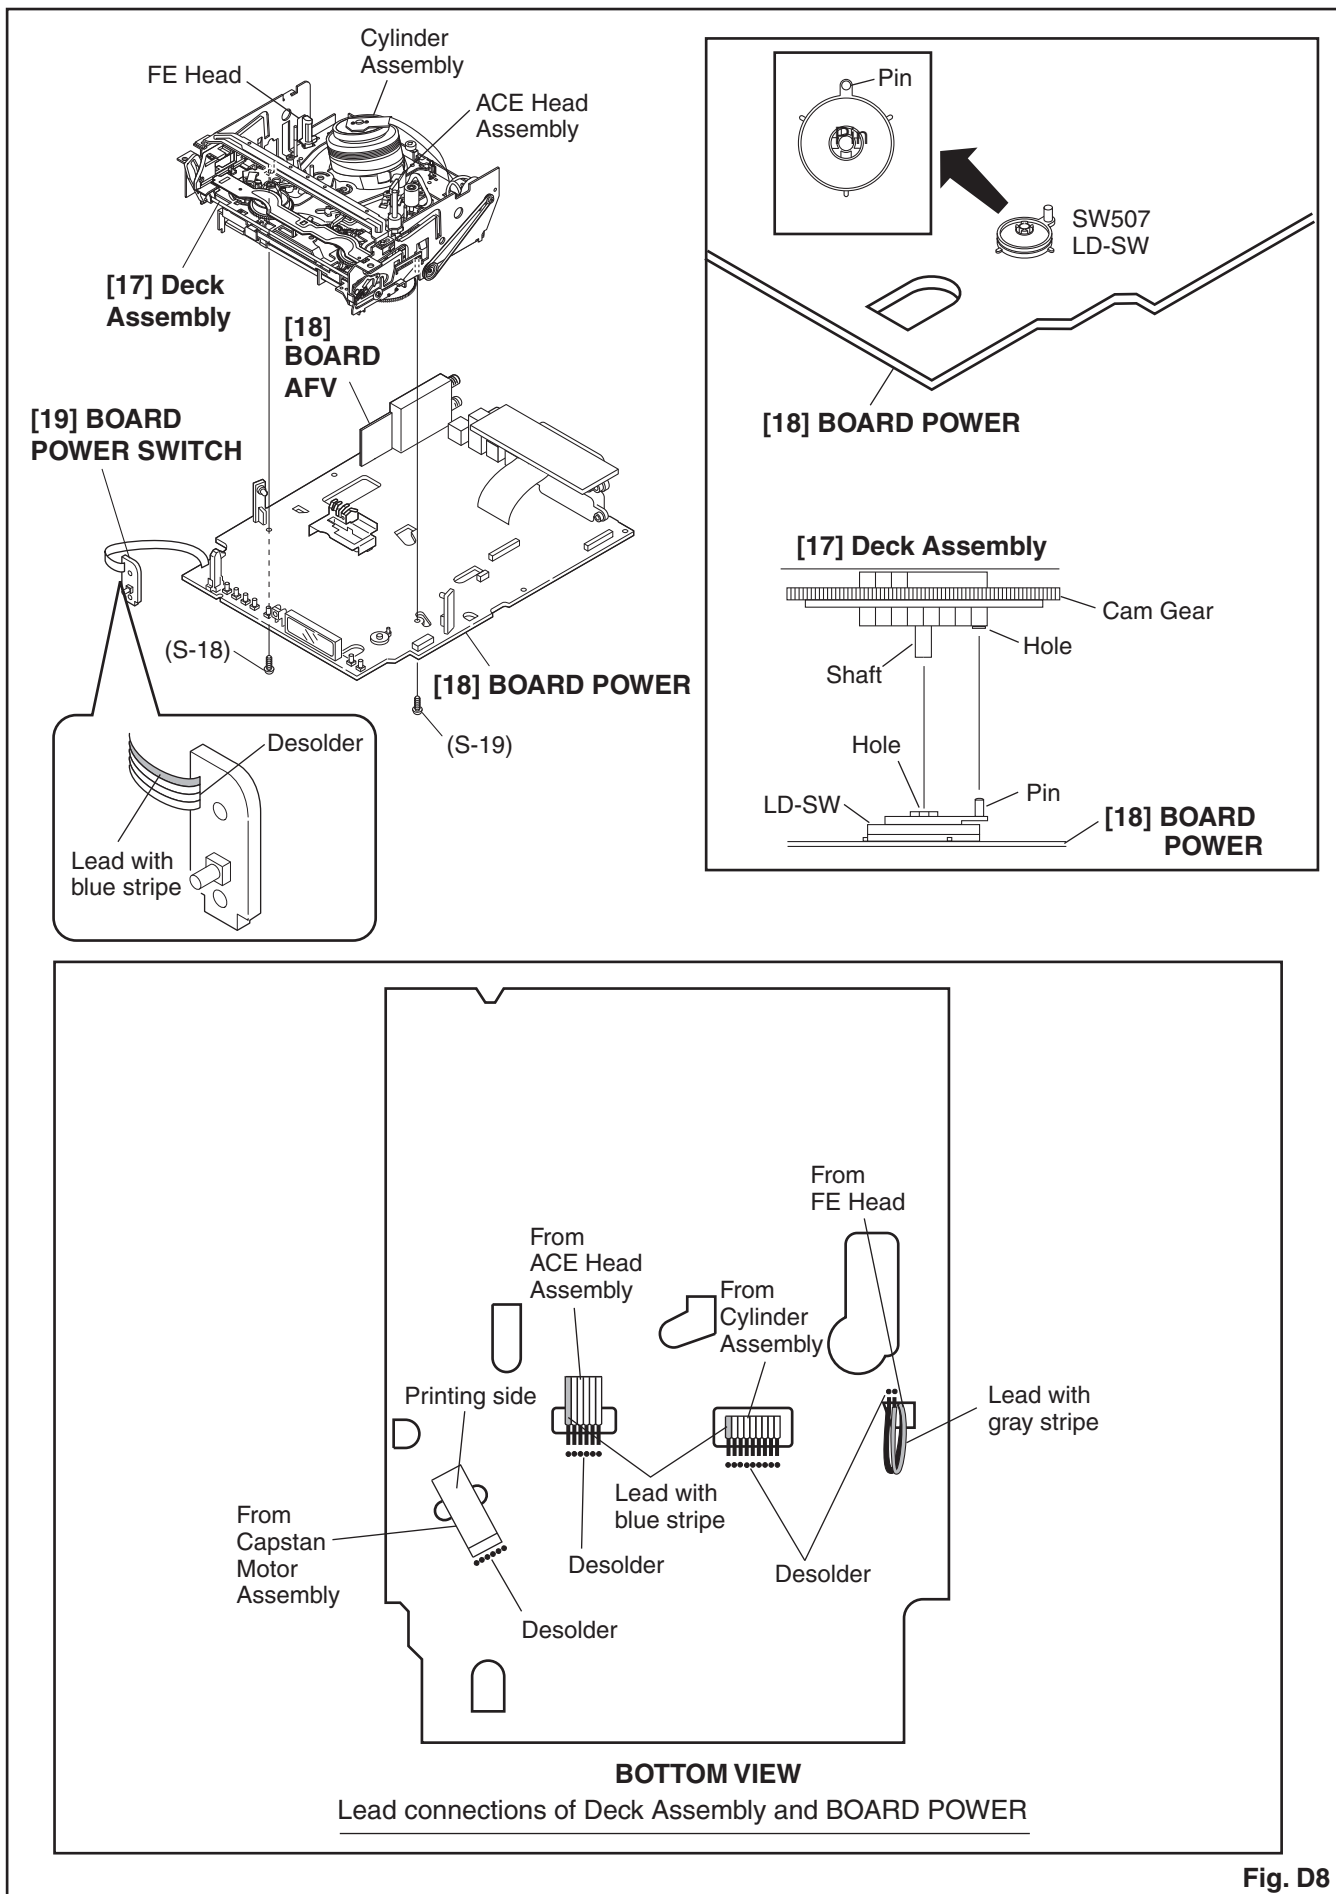 Cylinder
Assembly
FE Head
ACE Head
Assembly
[17] Deck
Assembly
[18]
BOARD
AFV
[19] BOARD
POWER SWITCH
(S-18)
[18] BOARD POWER
(S-19)
Desolder
Lead with
blue stripe
Pin
SW507
LD-SW
[18] BOARD POWER
[17] Deck Assembly
Cam Gear
Hole
Shaft
Hole
LD-SW
Pin
[18] BOARD
POWER
From
FE Head
From
ACE Head
Assembly
From
Cylinder
Assembly
Printing side
Lead with
gray stripe
Lead with
blue stripe
From
Capstan
Motor
Assembly
Desolder
Desolder
Desolder
BOTTOM VIEW
Lead connections of Deck Assembly and BOARD POWER
Fig. D8